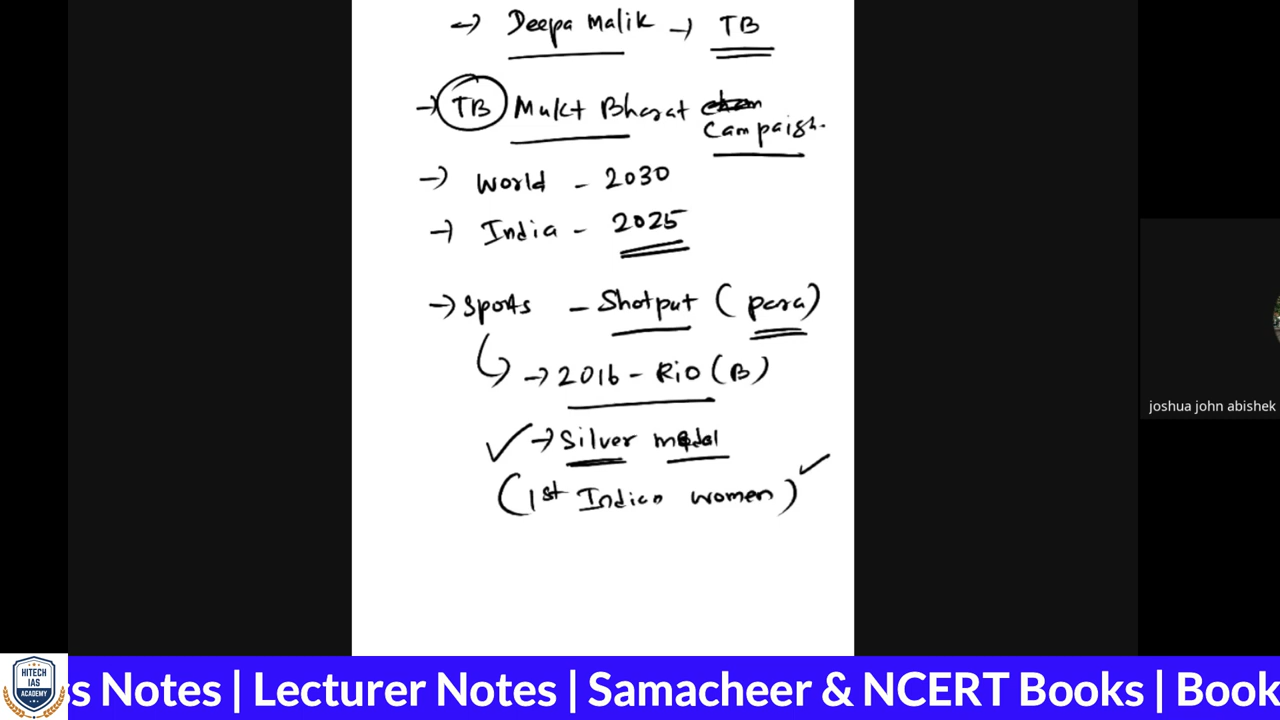 → Deepa Malik → TB
→ TB Mukt Bharat
Campaign.
→ World - 2030
→ India - 2025
→ Sports - Shotput (para)
→ 2016 - RIO (B)
✓ → Silver medal
(1st Indian women) ✓
joshua john abishek
HITECH
IAS
ACADEMY
s Notes | Lecturer Notes | Samacheer & NCERT Books | Book